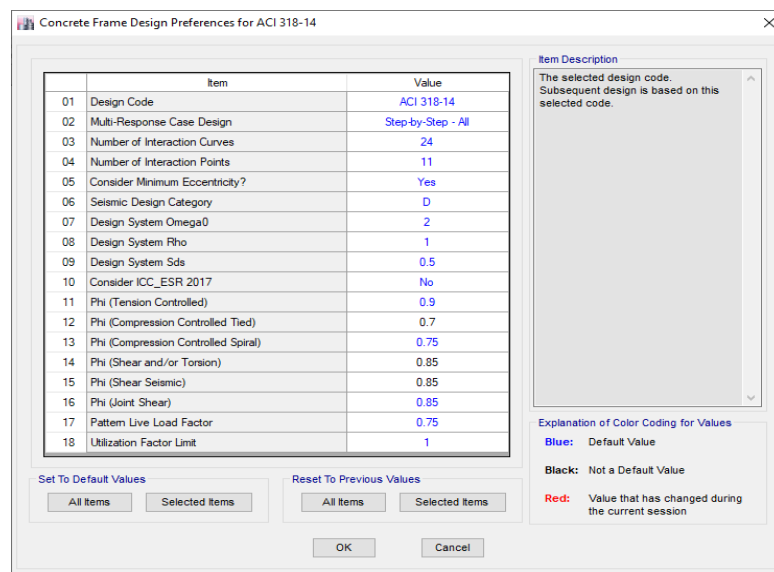 Concrete Frame Design Preferences for ACI 318-14
Item Value
01 Design Code ACI 318-14
02 Multi-Response Case Design Step-by-Step - All
03 Number of Interaction Curves 24
04 Number of Interaction Points 11
05 Consider Minimum Eccentricity? Yes
06 Seismic Design Category D
07 Design System Omega0 2
08 Design System Rho 1
09 Design System Sds 0.5
10 Consider ICC_ESR 2017 No
11 Phi (Tension Controlled) 0.9
12 Phi (Compression Controlled Tied) 0.7
13 Phi (Compression Controlled Spiral) 0.75
14 Phi (Shear and/or Torsion) 0.85
15 Phi (Shear Seismic) 0.85
16 Phi (Joint Shear) 0.85
17 Pattern Live Load Factor 0.75
18 Utilization Factor Limit 1
Item Description
The selected design code.
Subsequent design is based on this
selected code.
Explanation of Color Coding for Values
Blue: Default Value
Black: Not a Default Value
Red: Value that has changed during
the current session
Set To Default Values
All Items Selected Items
Reset To Previous Values
All Items Selected Items
OK Cancel